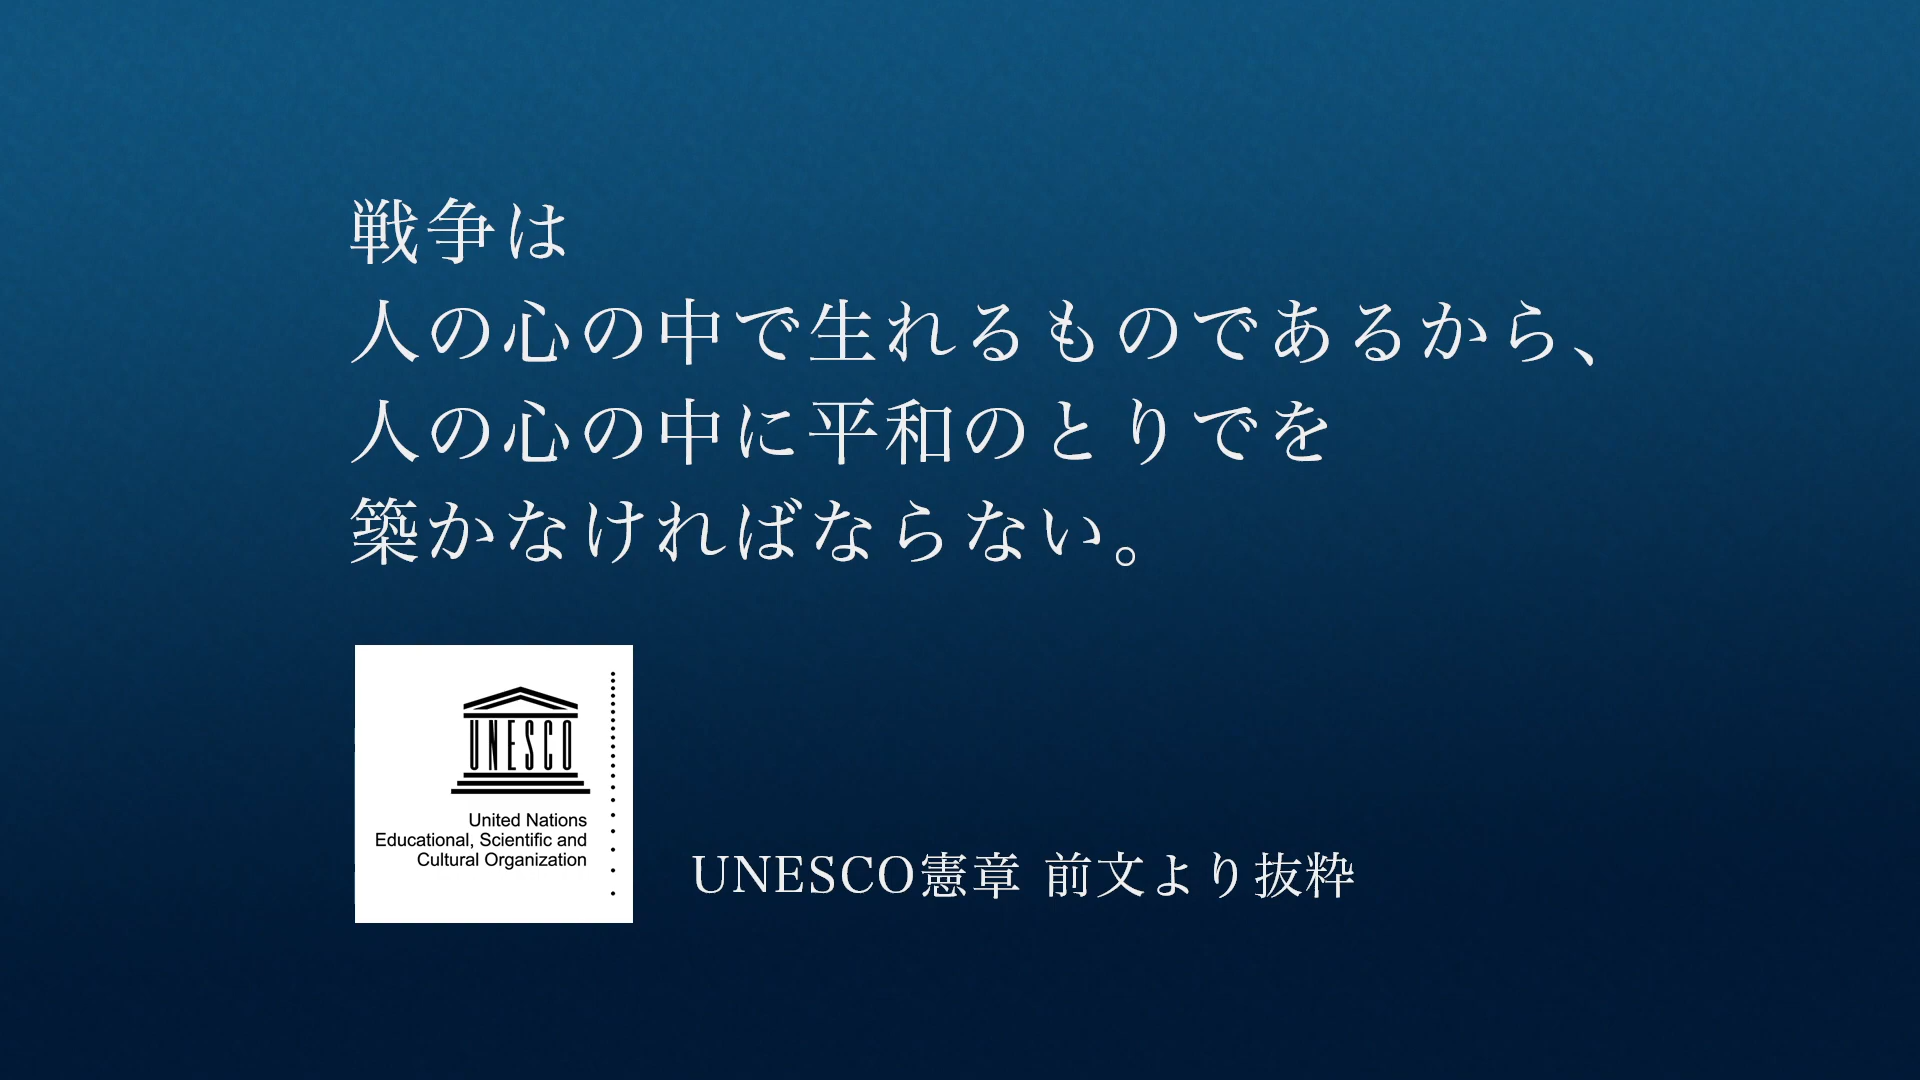 戦争は
人の心の中で生れるものであるから、
人の心の中に平和のとりでを
築かなければならない。
UNESCO
United Nations
Educational, Scientific and
Cultural Organization
UNESCO憲章 前文より抜粋